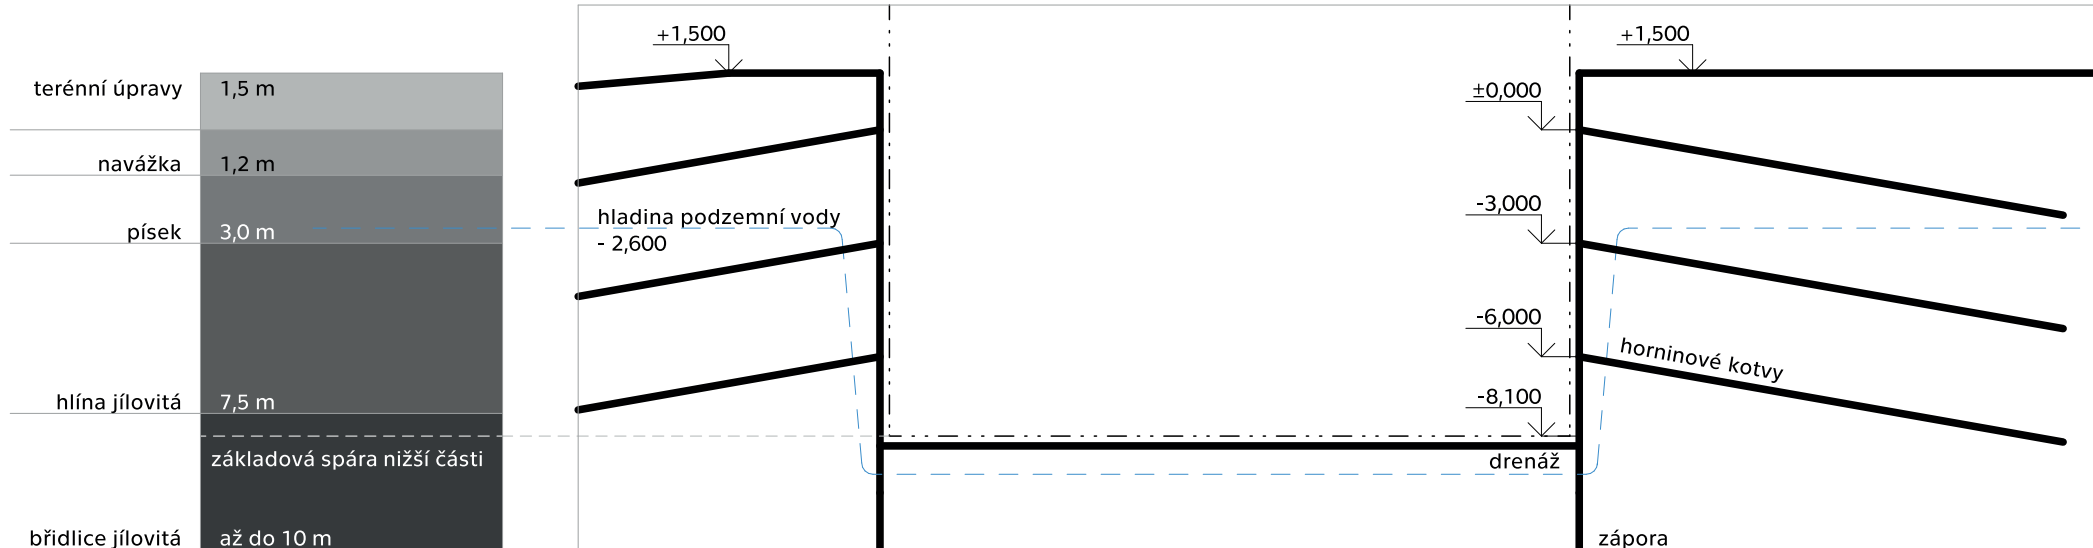 terénní úpravy
1,5 m
navážka
1,2 m
písek
3,0 m
hlína jílovitá
7,5 m
základová spára nižší části
břidlice jílovitá
až do 10 m
+1,500
hladina podzemní vody
- 2,600
±0,000
-3,000
-6,000
-8,100
drenáž
+1,500
horninové kotvy
zápora